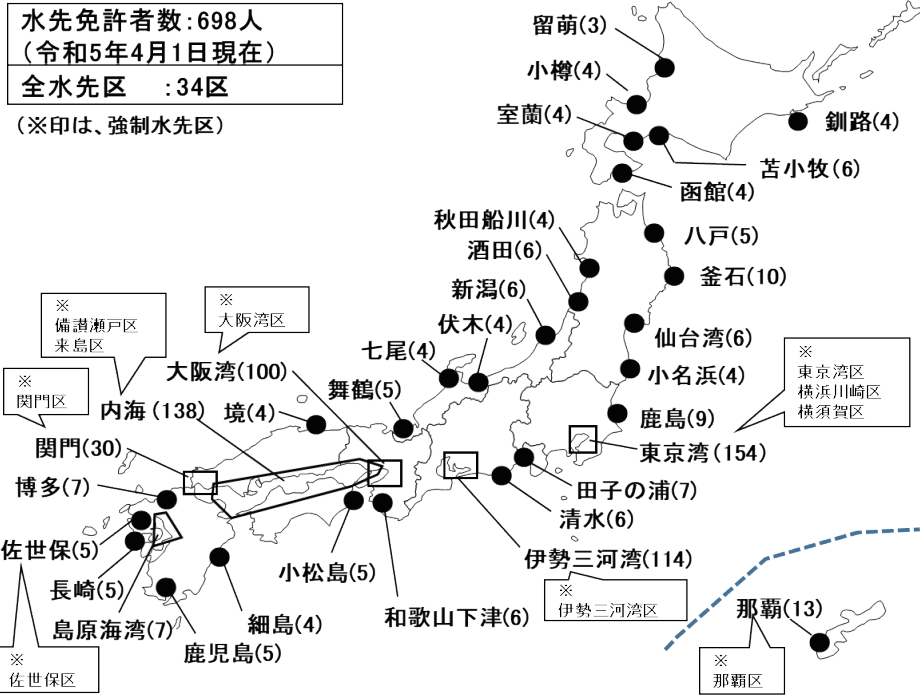 水先免許者数：698人
（令和5年4月1日現在）
全水先区　：34区
（※印は、強制水先区）
留萌(3)
小樽(4)
室蘭(4)
釧路(4)
苫小牧(6)
函館(4)
秋田船川(4)
八戸(5)
酒田(6)
釜石(10)
新潟(6)
伏木(4)
仙台湾(6)
七尾(4)
小名浜(4)
※
大阪湾区
※
備讃瀬戸区
来島区
大阪湾(100)
舞鶴(5)
※
東京湾区
横浜川崎区
横須賀区
※
関門区
内海(138)
境(4)
鹿島(9)
関門(30)
東京湾(154)
博多(7)
田子の浦(7)
清水(6)
佐世保(5)
小松島(5)
伊勢三河湾(114)
長崎(5)
※
伊勢三河湾区
島原海湾(7)
細島(4)
和歌山下津(6)
那覇(13)
鹿児島(5)
※
佐世保区
※
那覇区